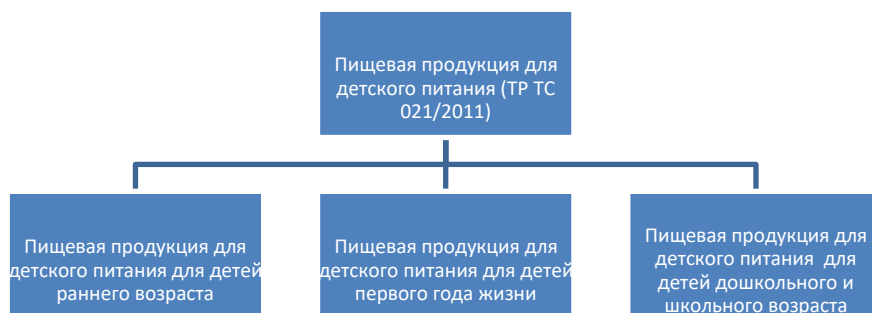 Пищевая продукция для
детского питания (ТР ТС
021/2011)
Пищевая продукция для
детского питания для детей
раннего возраста
Пищевая продукция для
детского питания для детей
первого года жизни
Пищевая продукция для
детского питания для
детей дошкольного и
школьного возраста